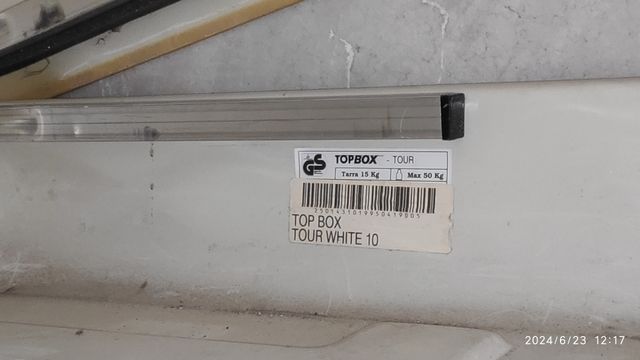 GS TOPBOX - TOUR
Tarra 15 Kg Max 50 Kg
2501431019950419005
TOP BOX
TOUR WHITE 10
2024/6/23 12:17